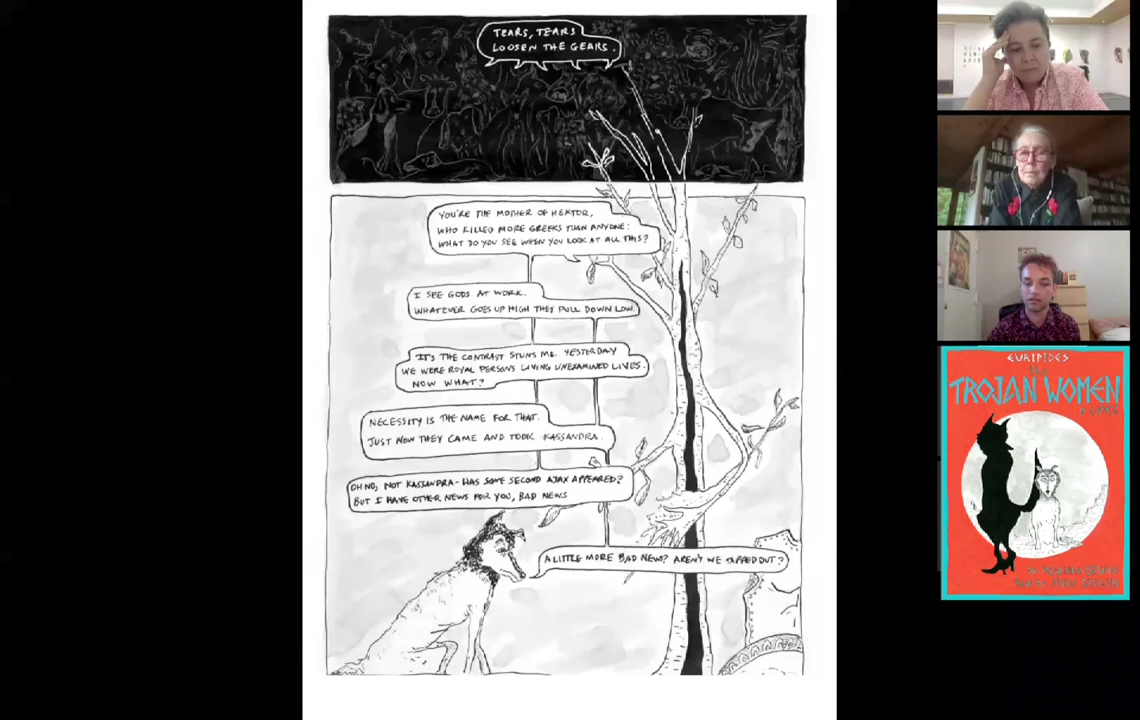 TEARS, TEARS
LOOSEN THE GEARS.
YOU'RE THE MOTHER OF HEKTOR,
WHO KILLED MORE GREEKS THAN ANYONE:
WHAT DO YOU SEE WHEN YOU LOOK AT ALL THIS?
I SEE GODS AT WORK.
WHATEVER GOES UP HIGH THEY PULL DOWN LOW.
IT'S THE CONTRAST STUNS ME. YESTERDAY
WE WERE ROYAL PERSONS LIVING UNEXAMINED LIVES.
NOW WHAT?
NECESSITY IS THE NAME FOR THAT.
JUST NOW THEY CAME AND TOOK KASSANDRA.
OH NO, NOT KASSANDRA - HAS SOME SECOND AJAX APPEARED?
BUT I HAVE OTHER NEWS FOR YOU, BAD NEWS
A LITTLE MORE BAD NEWS? AREN'T WE TAPPED OUT?
EURIPIDES
the
TROJAN WOMEN